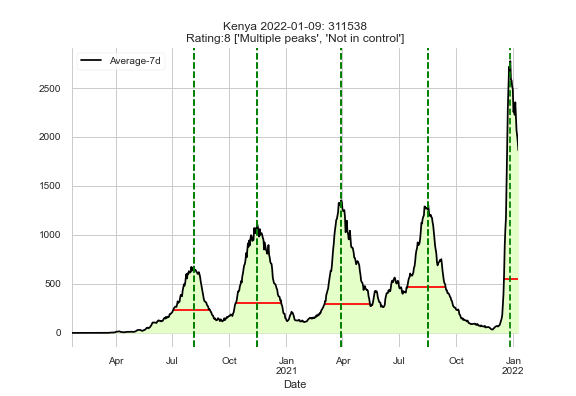 Kenya 2022-01-09: 311538
Rating:8 ['Multiple peaks', 'Not in control']
Average-7d
2500
2000
1500
1000
500
0
Apr Jul Oct Jan Apr Jul Oct Jan
2021 2022
Date